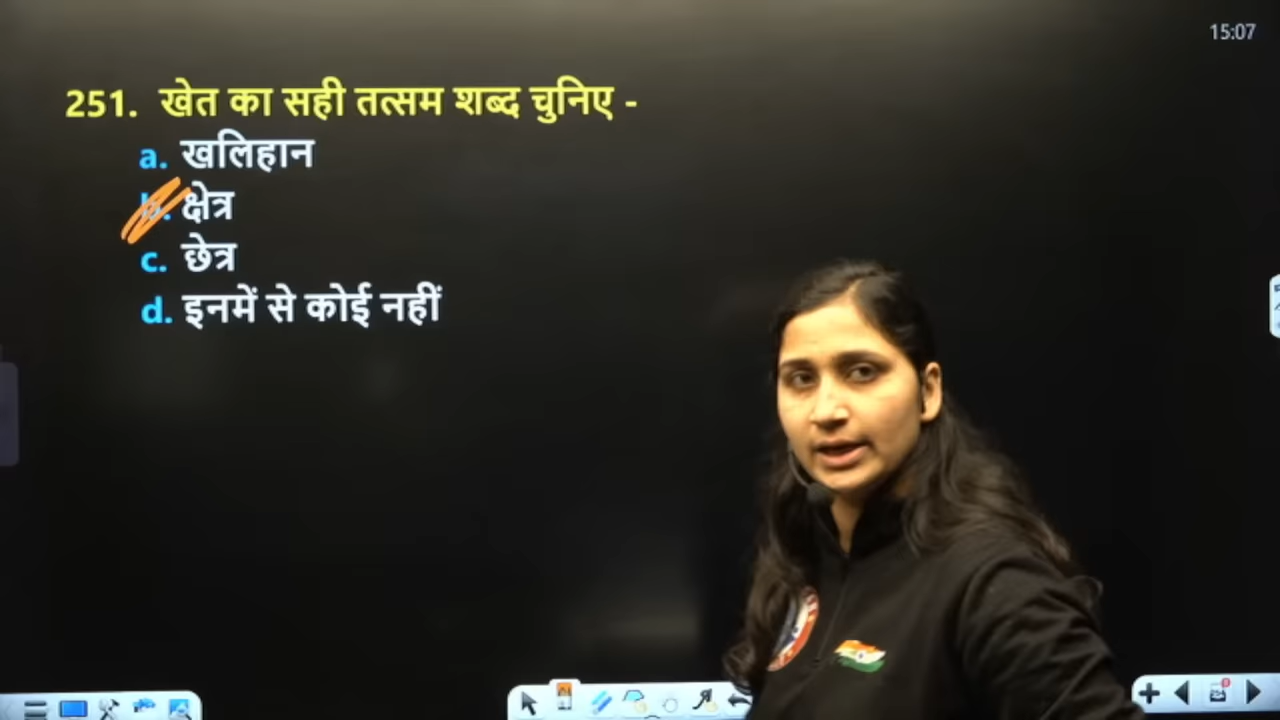 15:07
251. खेत का सही तत्सम शब्द चुनिए -
a. खलिहान
b. क्षेत्र
c. छेत्र
d. इनमें से कोई नहीं